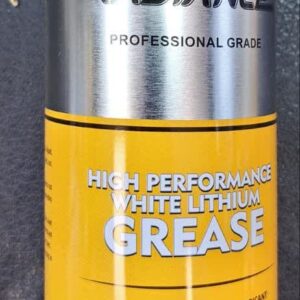 PROFESSIONAL GRADE
HIGH PERFORMANCE
WHITE LITHIUM
GREASE